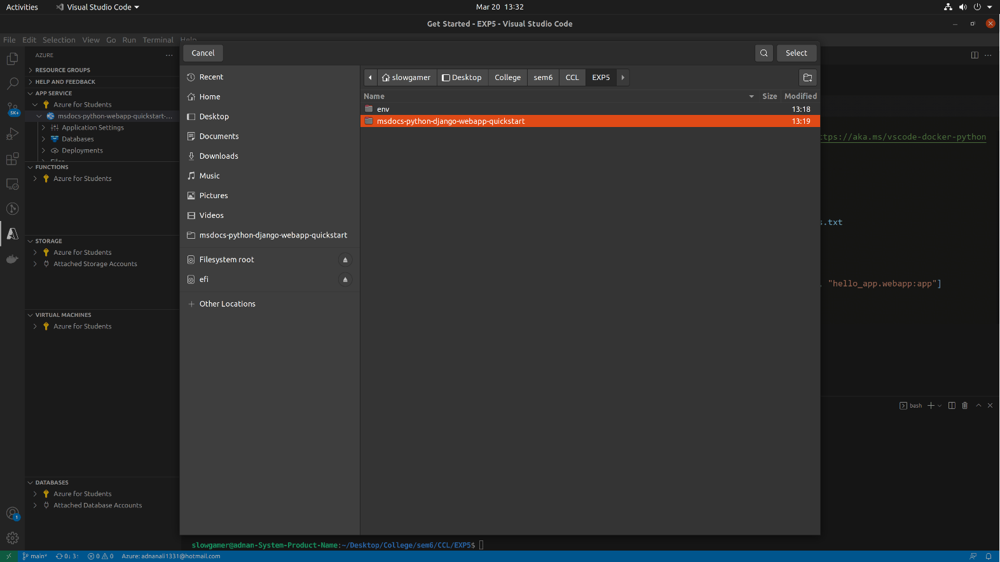 Activities Visual Studio Code Mar 20 13:32
Get Started - EXP5 - Visual Studio Code
File Edit Selection View Go Run Terminal Help
AZURE
RESOURCE GROUPS
HELP AND FEEDBACK
APP SERVICE
Azure for Students
msdocs-python-webapp-quickstart-...
Application Settings
Databases
Deployments
Files
FUNCTIONS
Azure for Students
STORAGE
Azure for Students
Attached Storage Accounts
VIRTUAL MACHINES
Azure for Students
DATABASES
Azure for Students
Attached Database Accounts
5K+
1
Cancel Select
Recent
Home
Desktop
Documents
Downloads
Music
Pictures
Videos
msdocs-python-django-webapp-quickstart
Filesystem root
efi
Other Locations
slowgamer Desktop College sem6 CCL EXP5
Name Size Modified
env 13:18
msdocs-python-django-webapp-quickstart 13:19
ttps://aka.ms/vscode-docker-python
s.txt
, "hello_app.webapp:app"]
bash
slowgamer@adnan-System-Product-Name:~/Desktop/College/sem6/CCL/EXP5$
main* 0↓ 3↑ 0 0 Azure: adnanali1331@hotmail.com